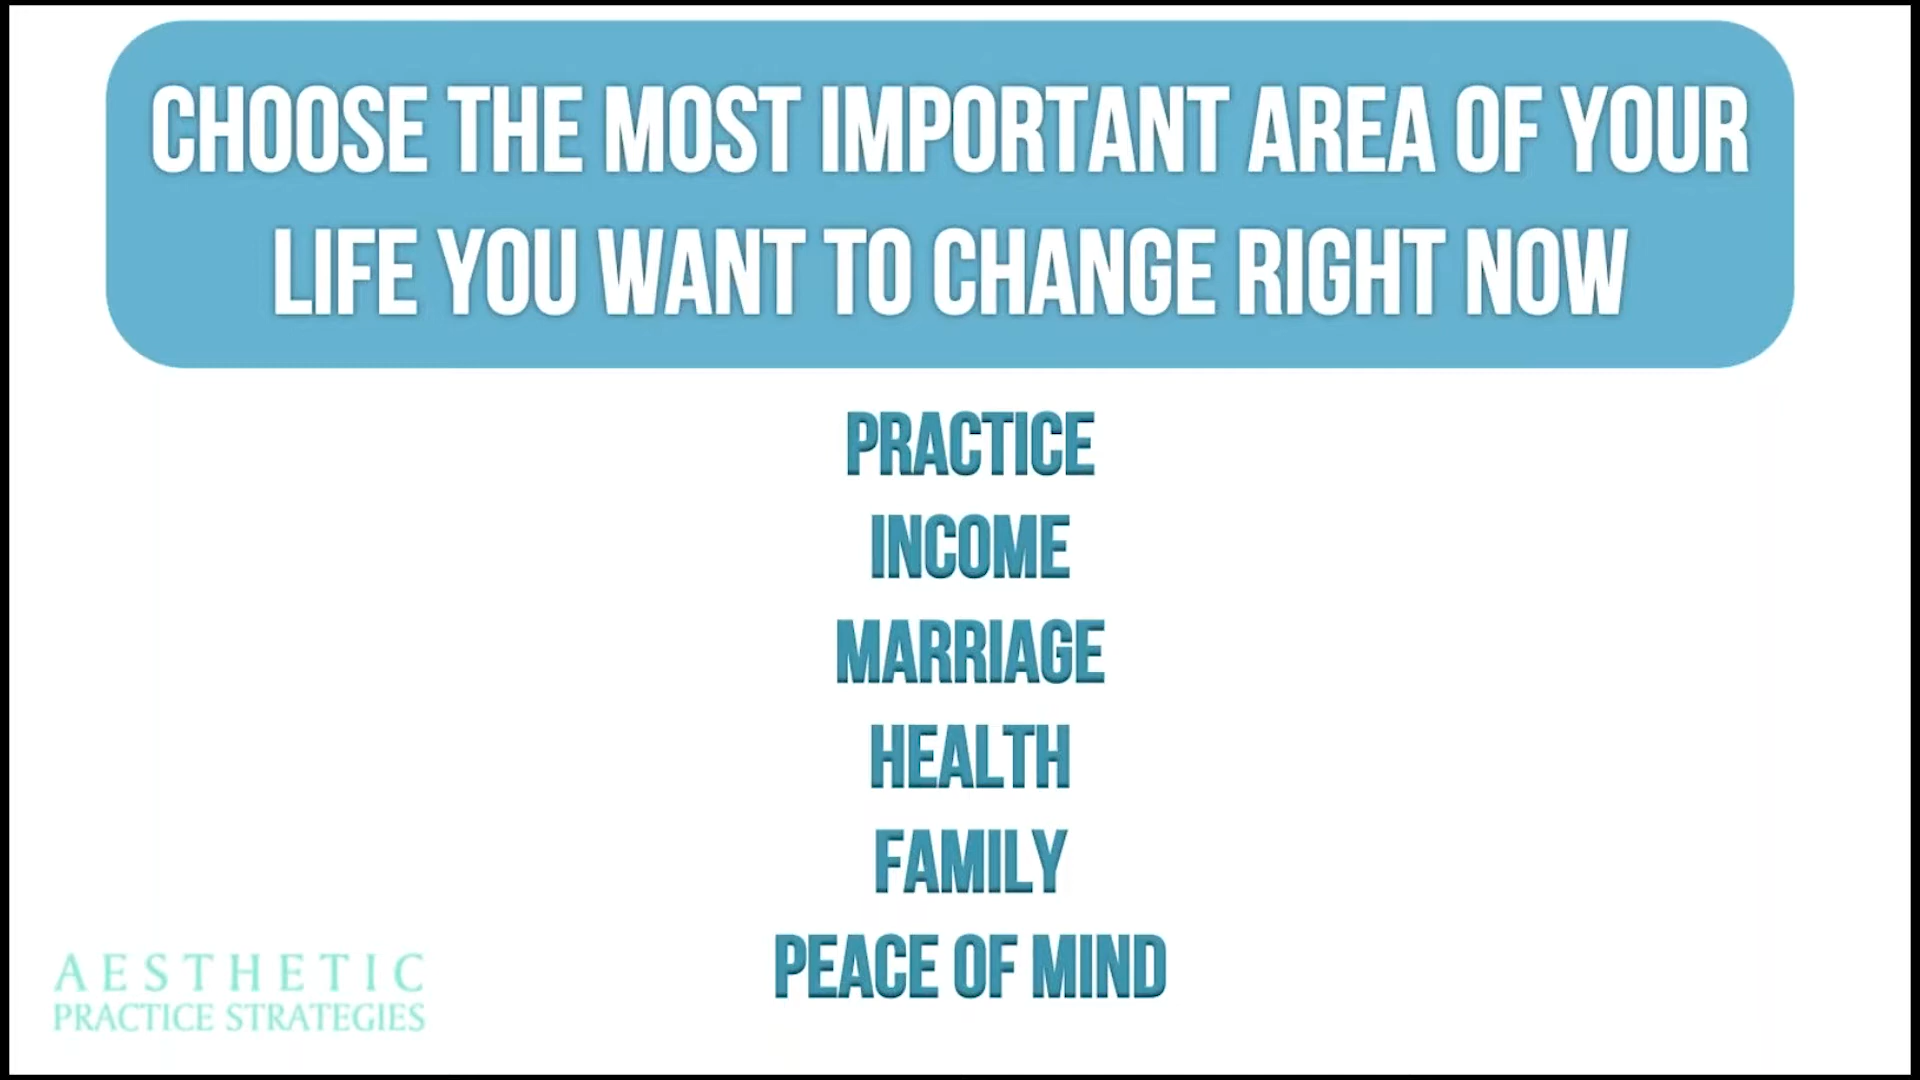 CHOOSE THE MOST IMPORTANT AREA OF YOUR
LIFE YOU WANT TO CHANGE RIGHT NOW
PRACTICE
INCOME
MARRIAGE
HEALTH
FAMILY
PEACE OF MIND
AESTHETIC
PRACTICE STRATEGIES